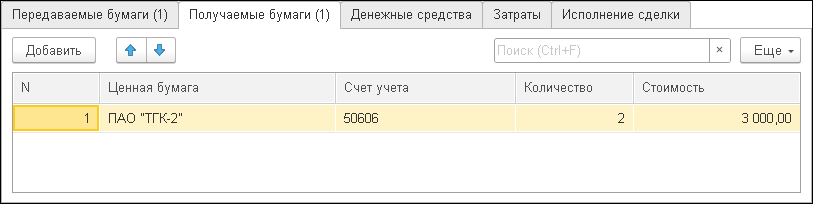 Передаваемые бумаги (1) Получаемые бумаги (1) Денежные средства Затраты Исполнение сделки
Добавить Поиск (Ctrl+F) × Еще
N Ценная бумага Счет учета Количество Стоимость
1 ПАО "ТГК-2" 50606 2 3 000,00